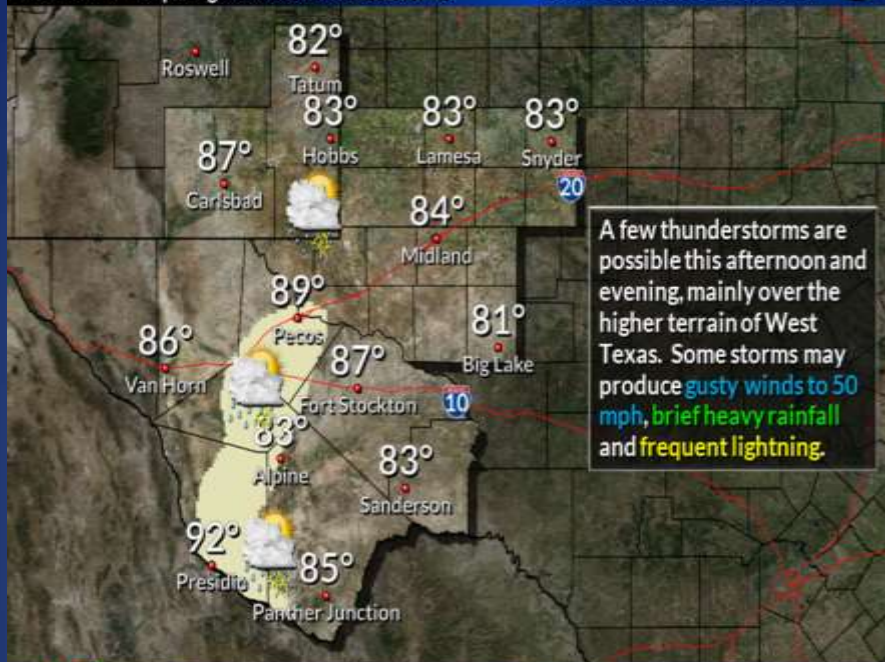 82°
Roswell
Tatum
83°
83°
83°
Hobbs
Lamesa
Snyder
87°
Carlsbad
20
84°
Midland
A few thunderstorms are
possible this afternoon and
evening, mainly over the
higher terrain of West
Texas. Some storms may
produce gusty winds to 50
mph, brief heavy rainfall
and frequent lightning.
89°
Pecos
81°
Big Lake
86°
Van Horn
87°
Fort Stockton
10
83°
Alpine
83°
Sanderson
92°
Presidio
85°
Panther Junction